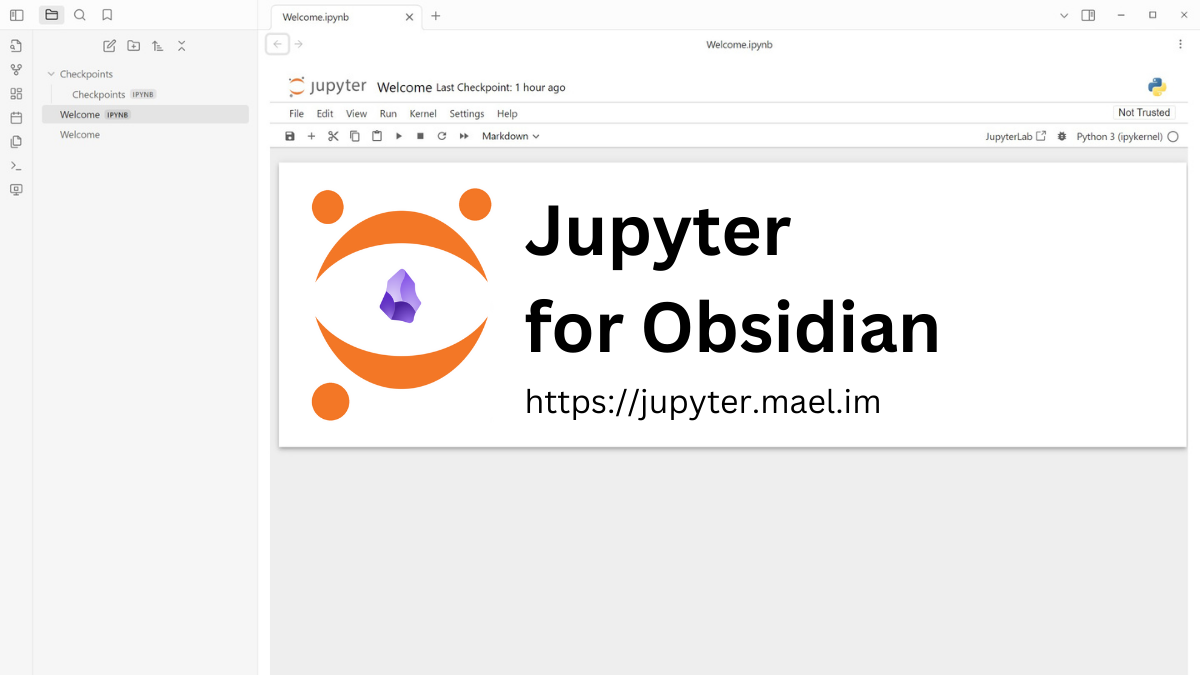 Welcome.ipynb
Welcome.ipynb
Checkpoints
Checkpoints IPYNB
Welcome IPYNB
Welcome
jupyter Welcome Last Checkpoint: 1 hour ago
File Edit View Run Kernel Settings Help
Not Trusted
Markdown
JupyterLab Python 3 (ipykernel)
Jupyter
for Obsidian
https://jupyter.mael.im